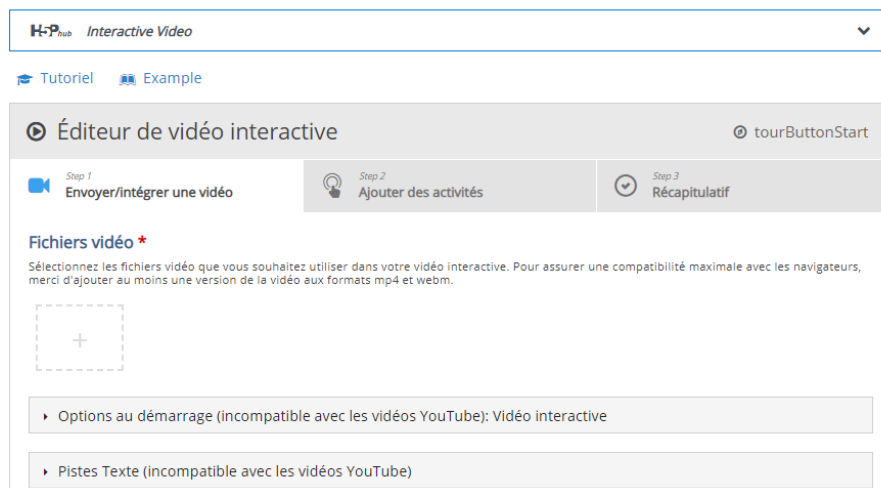 H5Phub Interactive Video
Tutoriel Example
Éditeur de vidéo interactive tourButtonStart
Step 1 Step 2 Step 3
Envoyer/intégrer une vidéo Ajouter des activités Récapitulatif
Fichiers vidéo *
Sélectionnez les fichiers vidéo que vous souhaitez utiliser dans votre vidéo interactive. Pour assurer une compatibilité maximale avec les navigateurs,
merci d'ajouter au moins une version de la vidéo aux formats mp4 et webm.
+
Options au démarrage (incompatible avec les vidéos YouTube): Vidéo interactive
Pistes Texte (incompatible avec les vidéos YouTube)